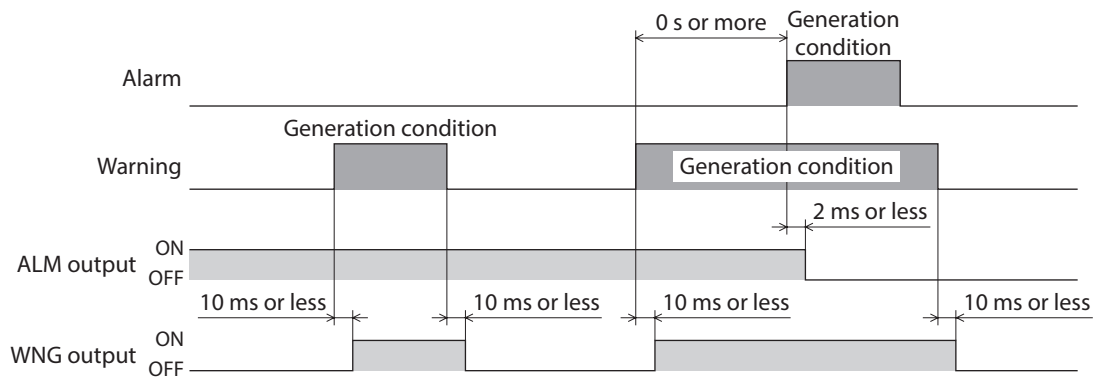 0 s or more
Generation
condition
Alarm
Generation condition
Warning
Generation condition
2 ms or less
ON
ALM output
OFF
10 ms or less
10 ms or less
10 ms or less
10 ms or less
ON
WNG output
OFF